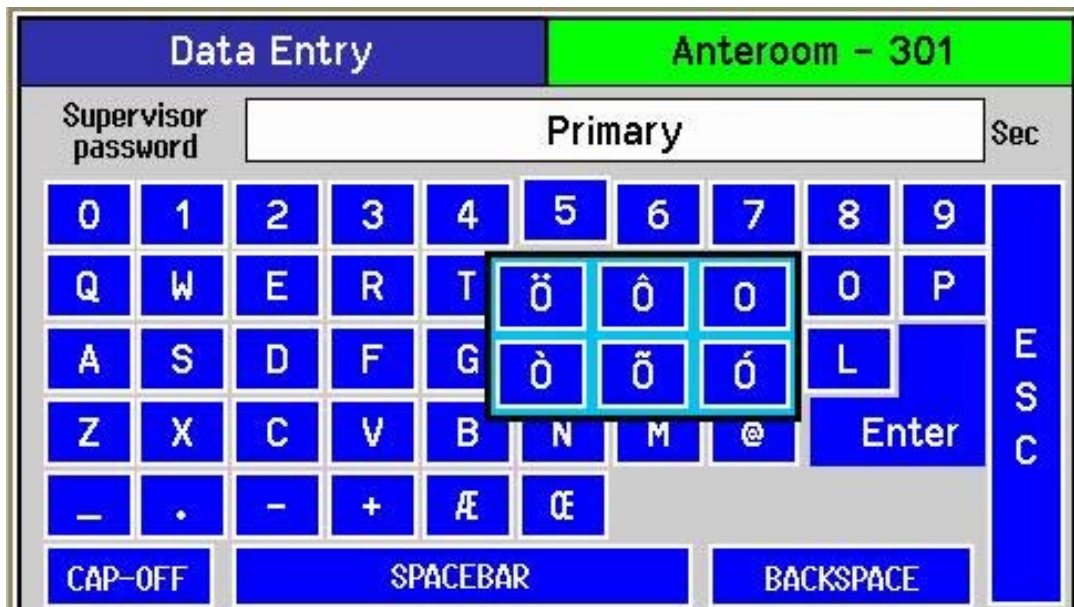 Data Entry Anteroom - 301
Supervisor
password Primary Sec
0 1 2 3 4 5 6 7 8 9
Q W E R T Ö Ô O O P
A S D F G Ò Õ Ó L
Z X C V B N M @ Enter
_ . - + Æ Œ
ESC
CAP-OFF SPACEBAR BACKSPACE